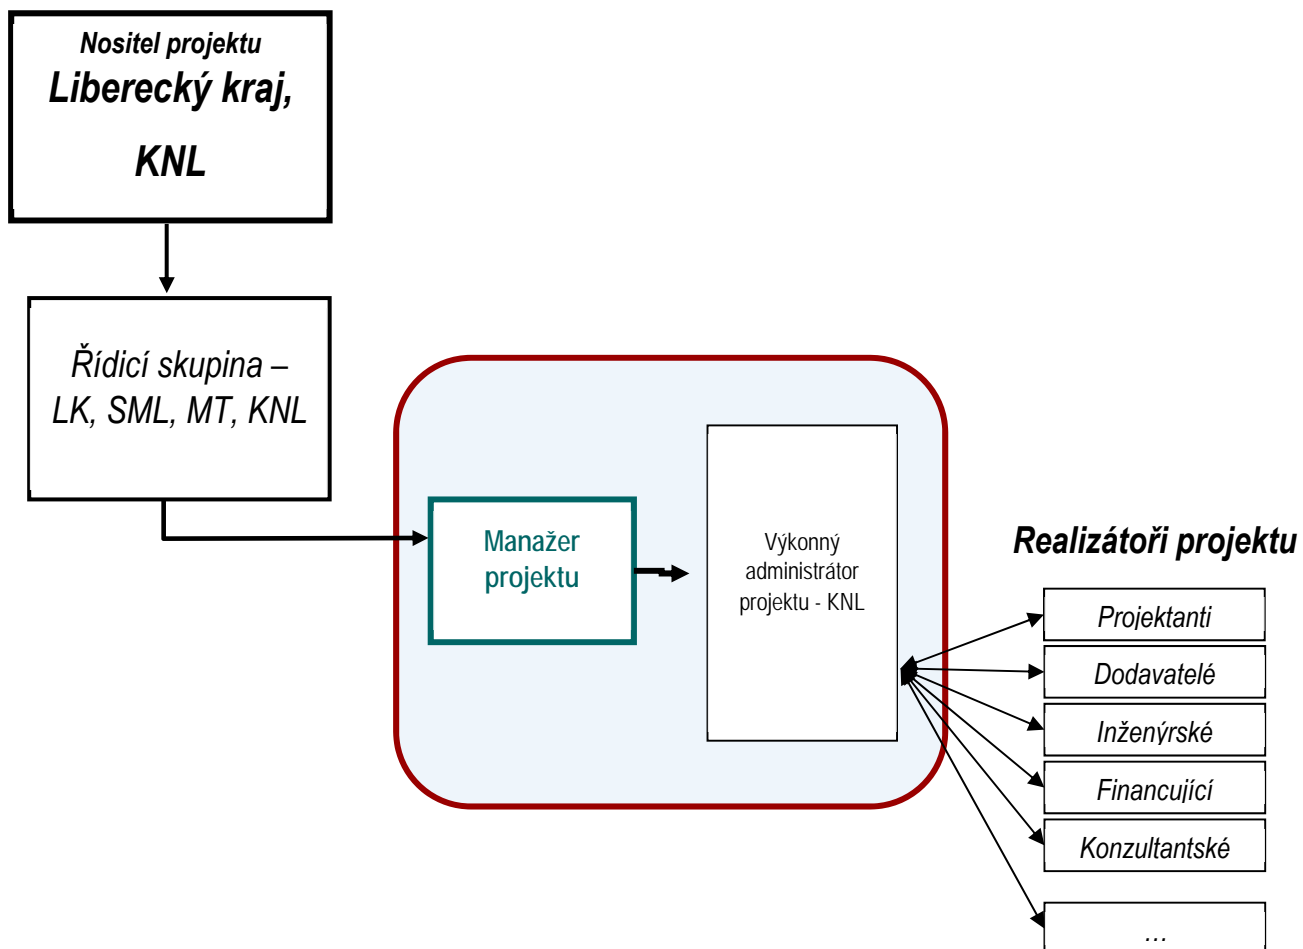 Nositel projektu
Liberecký kraj,
KNL
Řídicí skupina –
LK, SML, MT, KNL
Manažer
projektu
Výkonný
administrátor
projektu - KNL
Realizátoři projektu
Projektanti
Dodavatelé
Inženýrské
Financující
Konzultantské
...